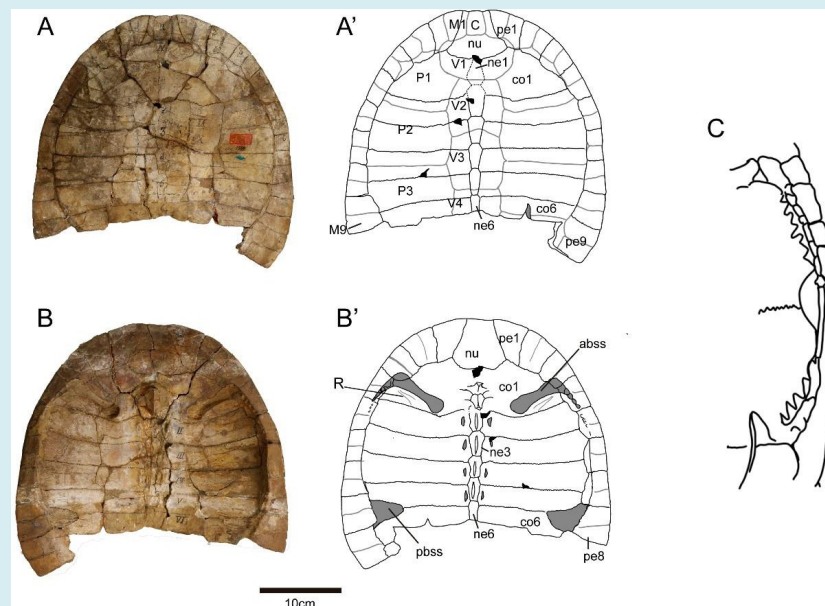 A
A'
M1 C pe1
nu
V1 ne1
P1 co1
V2
P2
V3
P3
V4 co6
M9 ne6 pe9
C
B
B'
nu pe1 abss
R co1
ne3
co6
ne6
pbss pe8
10cm